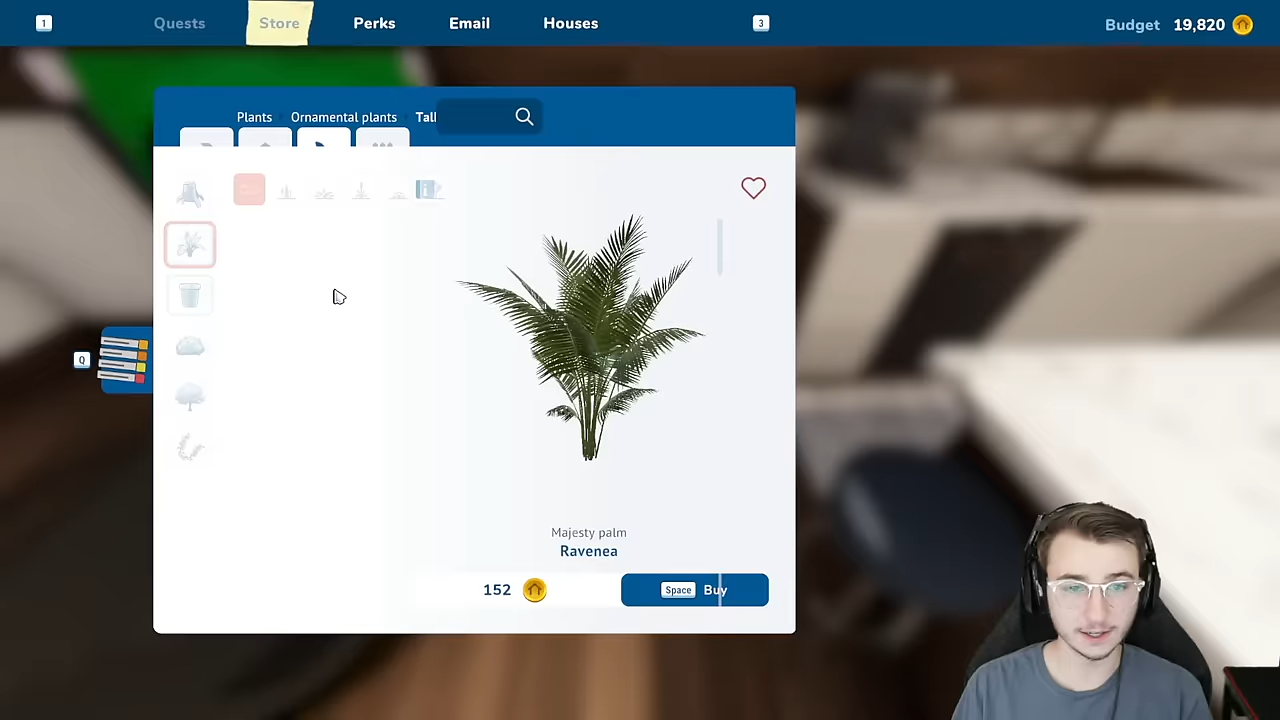 1 Quests Store Perks Email Houses 3 Budget 19,820
Plants Ornamental plants Tall
Q
Majesty palm
Ravenea
152 Space Buy